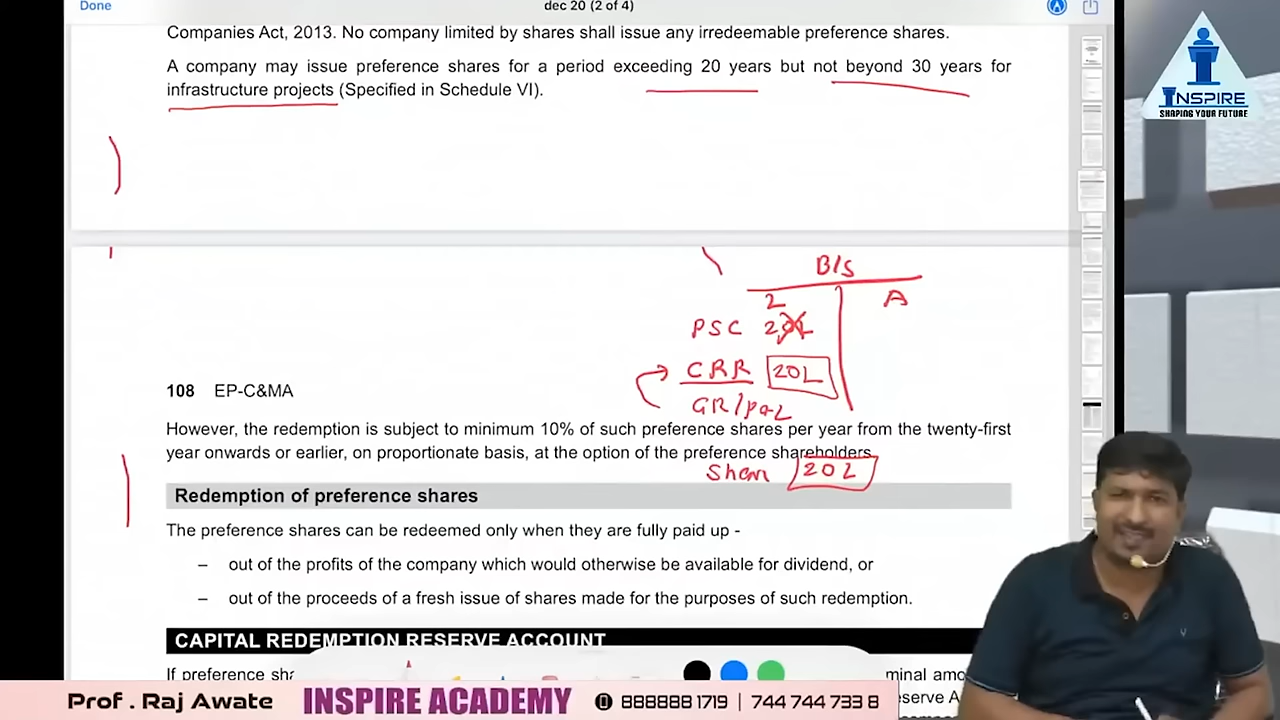 Done
dec 20 (2 of 4)
Companies Act, 2013. No company limited by shares shall issue any irredeemable preference shares.
A company may issue preference shares for a period exceeding 20 years but not beyond 30 years for
infrastructure projects (Specified in Schedule VI).
INSPIRE
SHAPING YOUR FUTURE
B/S
L A
PSC
CRR 20L
GR/P&L
108 EP-C&MA
However, the redemption is subject to minimum 10% of such preference shares per year from the twenty-first
year onwards or earlier, on proportionate basis, at the option of the preference shareholders.
20L
Redemption of preference shares
The preference shares can be redeemed only when they are fully paid up -
– out of the profits of the company which would otherwise be available for dividend, or
– out of the proceeds of a fresh issue of shares made for the purposes of such redemption.
CAPITAL REDEMPTION RESERVE ACCOUNT
If preference
Prof . Raj Awate INSPIRE ACADEMY 888888 1719 | 744 744 733 8